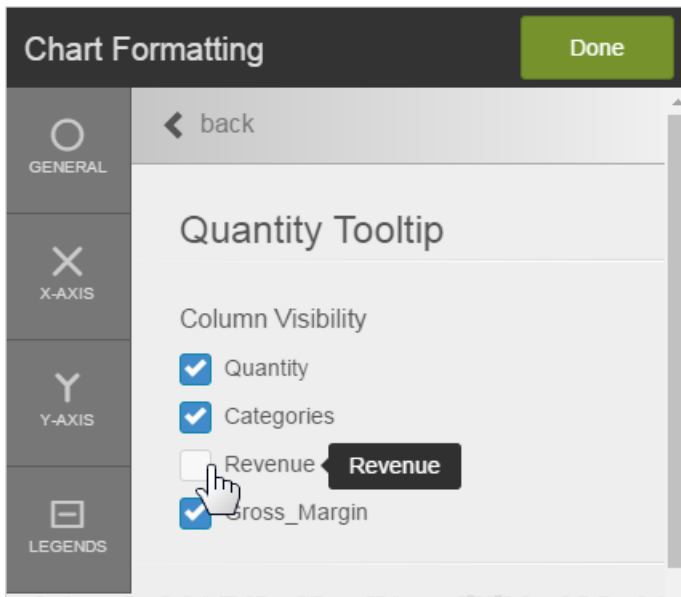 Chart Formatting
Done
back
GENERAL
Quantity Tooltip
X-AXIS
Column Visibility
Quantity
Y-AXIS
Categories
Revenue
Revenue
Gross_Margin
LEGENDS